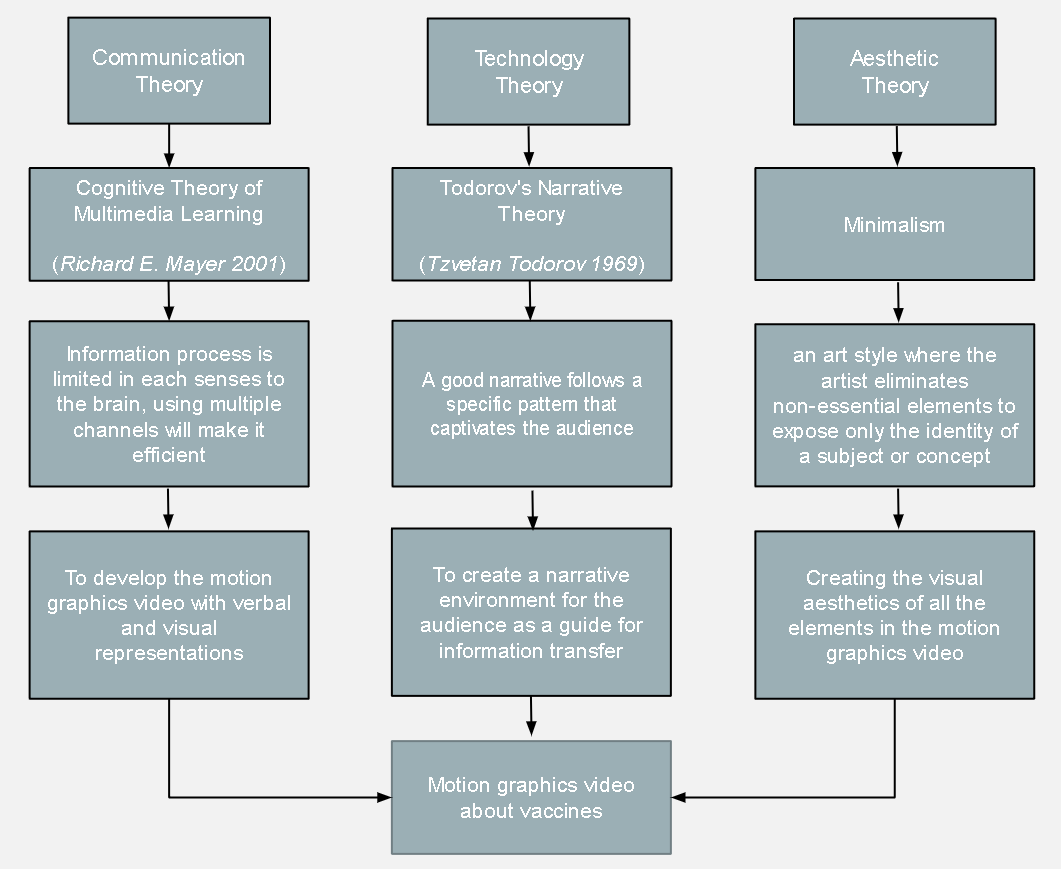 Communication
Theory
Technology
Theory
Aesthetic
Theory
Cognitive Theory of
Multimedia Learning
(Richard E. Mayer 2001)
Todorov's Narrative
Theory
(Tzvetan Todorov 1969)
Minimalism
Information process is
limited in each senses to
the brain, using multiple
channels will make it
efficient
A good narrative follows a
specific pattern that
captivates the audience
an art style where the
artist eliminates
non-essential elements to
expose only the identity of
a subject or concept
To develop the motion
graphics video with verbal
and visual
representations
To create a narrative
environment for the
audience as a guide for
information transfer
Creating the visual
aesthetics of all the
elements in the motion
graphics video
Motion graphics video
about vaccines